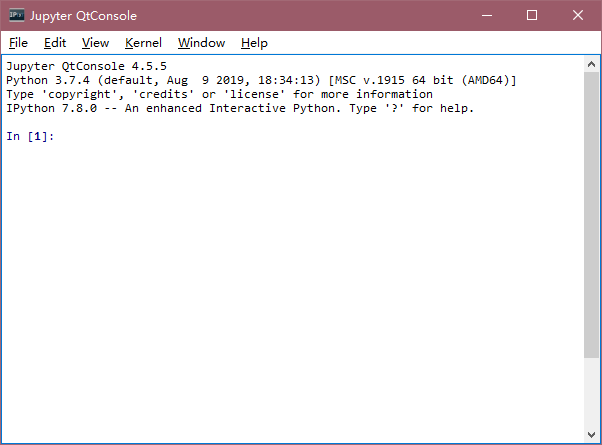 IP[y]: Jupyter QtConsole
File Edit View Kernel Window Help
Jupyter QtConsole 4.5.5
Python 3.7.4 (default, Aug  9 2019, 18:34:13) [MSC v.1915 64 bit (AMD64)]
Type 'copyright', 'credits' or 'license' for more information
IPython 7.8.0 -- An enhanced Interactive Python. Type '?' for help.
In [1]: